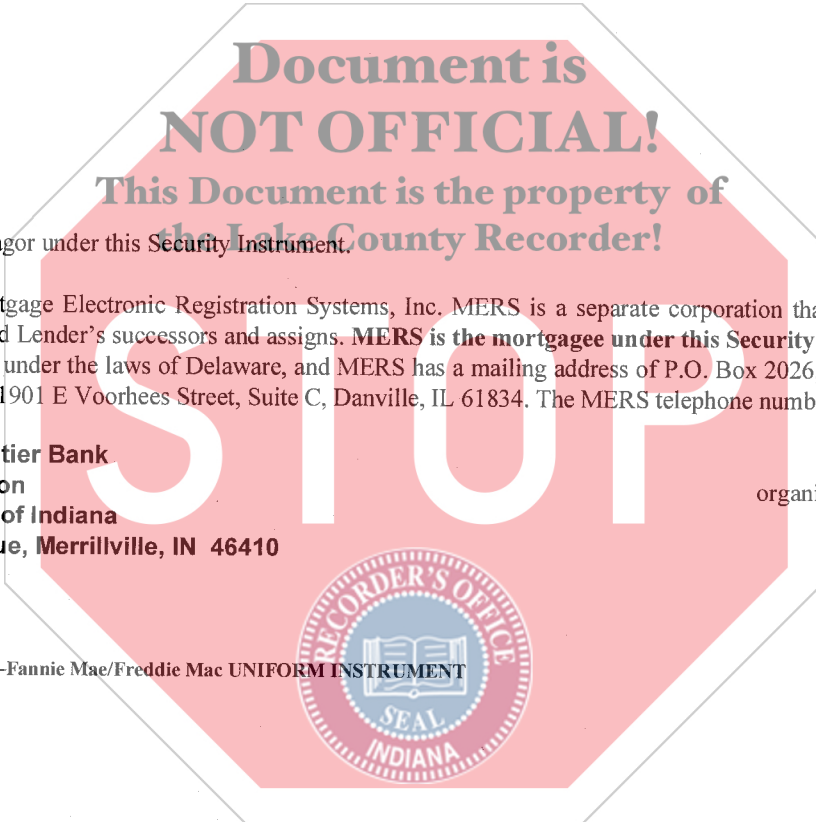 Document is
NOT OFFICIAL!
This Document is the property of
the Lake County Recorder!
agor under this Security Instrument.
tgage Electronic Registration Systems, Inc. MERS is a separate corporation tha
d Lender's successors and assigns. MERS is the mortgagee under this Security
under the laws of Delaware, and MERS has a mailing address of P.O. Box 2026
1901 E Voorhees Street, Suite C, Danville, IL 61834. The MERS telephone numb
STOP
tier Bank
on
organi
of Indiana
ue, Merrillville, IN 46410
RECORDER'S OFFICE
-Fannie Mae/Freddie Mac UNIFORM INSTRUMENT
SEAL
INDIANA